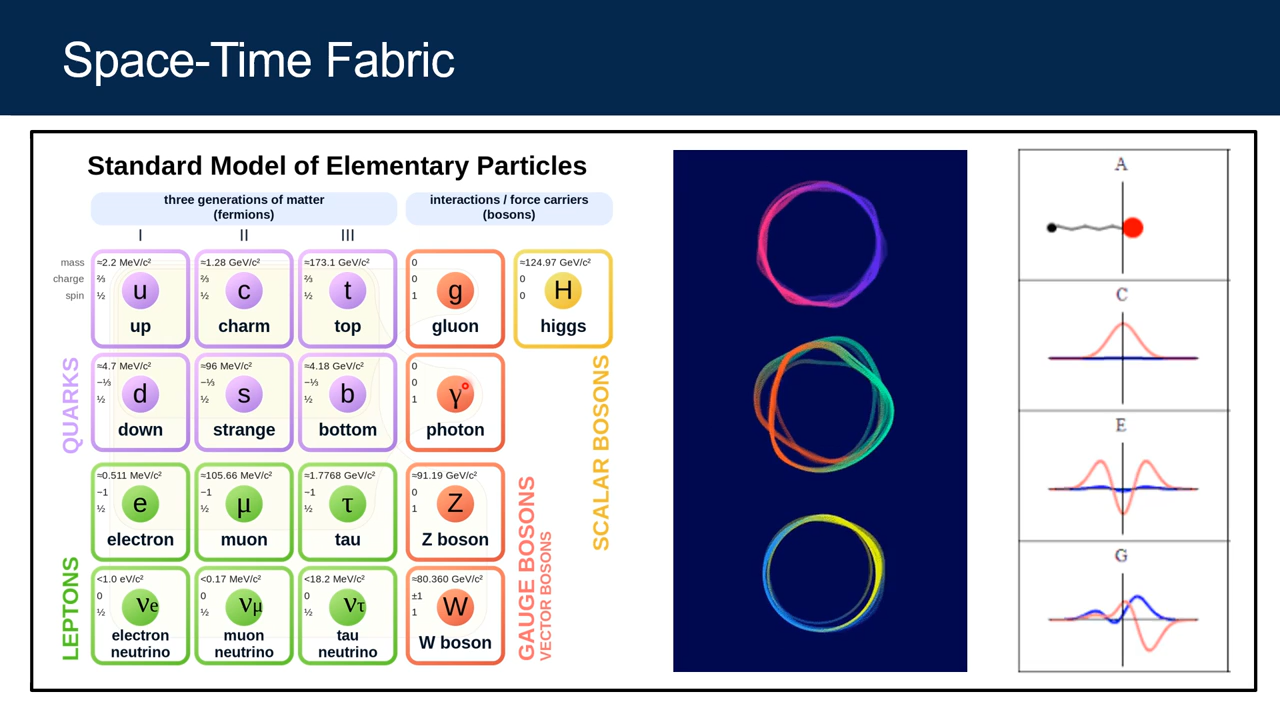 Space-Time Fabric
Standard Model of Elementary Particles
three generations of matter
(fermions)
interactions / force carriers
(bosons)
I
II
III
mass
charge
spin
≈2.2 MeV/c²
⅔
½
u
up
≈1.28 GeV/c²
⅔
½
c
charm
≈173.1 GeV/c²
⅔
½
t
top
0
0
1
g
gluon
≈124.97 GeV/c²
0
0
H
higgs
QUARKS
≈4.7 MeV/c²
−⅓
½
d
down
≈96 MeV/c²
−⅓
½
s
strange
≈4.18 GeV/c²
−⅓
½
b
bottom
0
0
1
γ
photon
SCALAR BOSONS
LEPTONS
≈0.511 MeV/c²
−1
½
e
electron
≈105.66 MeV/c²
−1
½
μ
muon
≈1.7768 GeV/c²
−1
½
τ
tau
≈91.19 GeV/c²
0
1
Z
Z boson
GAUGE BOSONS
VECTOR BOSONS
<1.0 eV/c²
0
½
νe
electron
neutrino
<0.17 MeV/c²
0
½
νμ
muon
neutrino
<18.2 MeV/c²
0
½
ντ
tau
neutrino
≈80.360 GeV/c²
±1
1
W
W boson
A
C
E
G